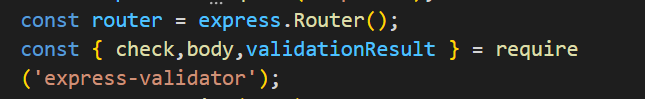 const router = express.Router();
const { check,body,validationResult } = require
('express-validator');